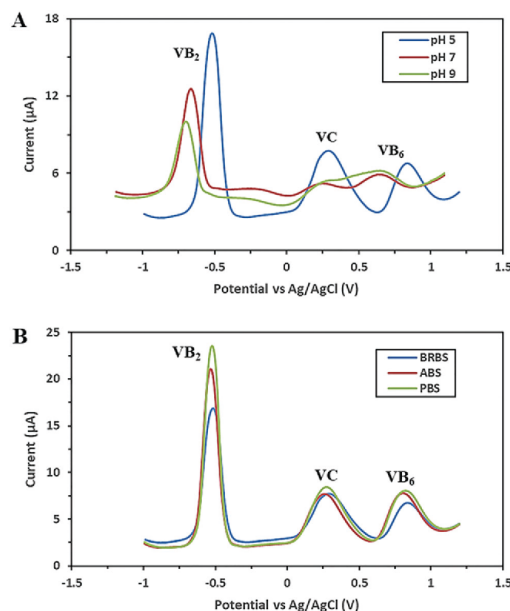 A
18
12
6
0
Current (µA)
VB2
VC
VB6
pH 5
pH 7
pH 9
-1.5 -1 -0.5 0 0.5 1 1.5
Potential vs Ag/AgCl (V)
B
25
20
15
10
5
0
Current (µA)
VB2
VC
VB6
BRBS
ABS
PBS
-1.5 -1 -0.5 0 0.5 1 1.5
Potential vs Ag/AgCl (V)